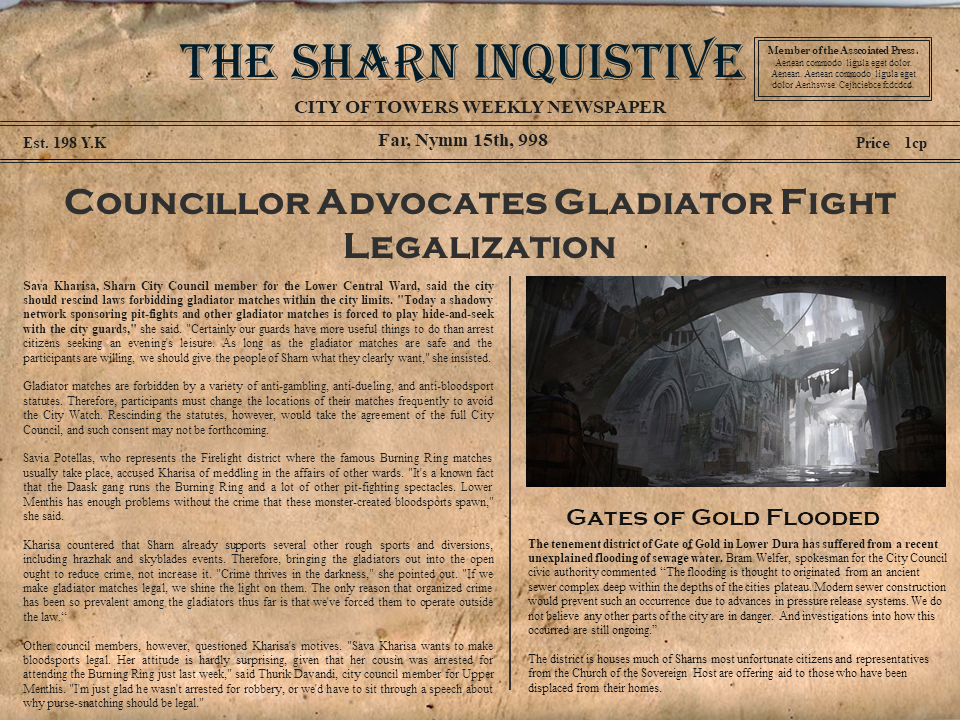 THE SHARN INQUISTIVE
Member of the Asscoiated Press.
Aenean commodo ligula eget dolor.
Aenean. Aenean commodo ligula eget
dolor Aenhswse. Cejhciebce fcdcdcd.
CITY OF TOWERS WEEKLY NEWSPAPER
Est. 198 Y.K
Far, Nymm 15th, 998
Price 1cp
Councillor Advocates Gladiator Fight
Legalization
Sava Kharisa, Sharn City Council member for the Lower Central Ward, said the city
should rescind laws forbidding gladiator matches within the city limits. "Today a shadowy
network sponsoring pit-fights and other gladiator matches is forced to play hide-and-seek
with the city guards," she said. "Certainly our guards have more useful things to do than arrest
citizens seeking an evening's leisure. As long as the gladiator matches are safe and the
participants are willing, we should give the people of Sharn what they clearly want," she insisted.
Gladiator matches are forbidden by a variety of anti-gambling, anti-dueling, and anti-bloodsport
statutes. Therefore, participants must change the locations of their matches frequently to avoid
the City Watch. Rescinding the statutes, however, would take the agreement of the full City
Council, and such consent may not be forthcoming.
Savia Potellas, who represents the Firelight district where the famous Burning Ring matches
usually take place, accused Kharisa of meddling in the affairs of other wards. "It's a known fact
that the Daask gang runs the Burning Ring and a lot of other pit-fighting spectacles. Lower
Menthis has enough problems without the crime that these monster-created bloodsports spawn,"
she said.
Kharisa countered that Sharn already supports several other rough sports and diversions,
including hrazhak and skyblades events. Therefore, bringing the gladiators out into the open
ought to reduce crime, not increase it. "Crime thrives in the darkness," she pointed out. "If we
make gladiator matches legal, we shine the light on them. The only reason that organized crime
has been so prevalent among the gladiators thus far is that we've forced them to operate outside
the law.“
Other council members, however, questioned Kharisa's motives. "Sava Kharisa wants to make
bloodsports legal. Her attitude is hardly surprising, given that her cousin was arrested for
attending the Burning Ring just last week," said Thurik Davandi, city council member for Upper
Menthis. "I'm just glad he wasn't arrested for robbery, or we'd have to sit through a speech about
why purse-snatching should be legal."
Gates of Gold Flooded
The tenement district of Gate of Gold in Lower Dura has suffered from a recent
unexplained flooding of sewage water. Bram Welfer, spokesman for the City Council
civic authority commented “The flooding is thought to originated from an ancient
sewer complex deep within the depths of the cities plateau. Modern sewer construction
would prevent such an occurrence due to advances in pressure release systems. We do
not believe any other parts of the city are in danger. And investigations into how this
occurred are still ongoing.”
The district is houses much of Sharns most unfortunate citizens and representatives
from the Church of the Sovereign Host are offering aid to those who have been
displaced from their homes.